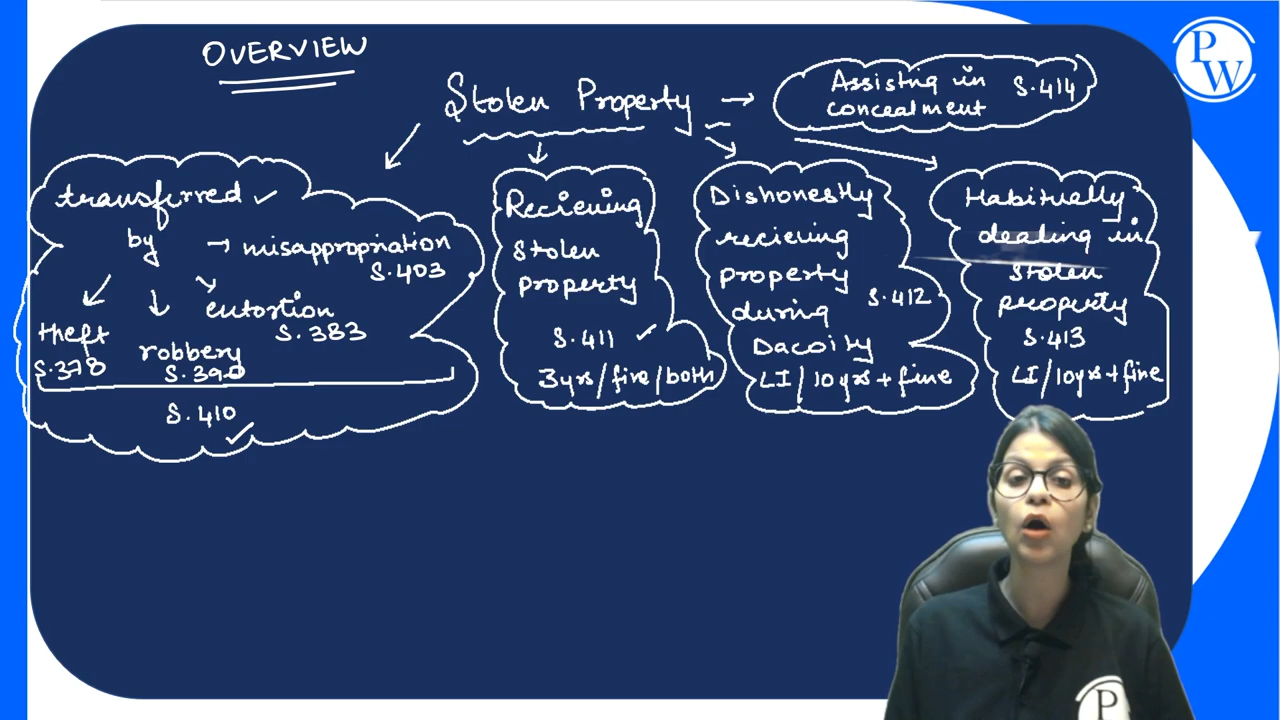 OVERVIEW
Stolen Property →
Assisting in
concealment
S.414
transferred ✓
by
→ misappropriation
S.403
extortion
S.383
theft
S.378
robbery
S.390
S.410 ✓
Recieving
Stolen
property
S.411 ✓
3yrs/fine/both
Dishonestly
recieving
property
during
S.412
Dacoity
LI/10yrs+fine
Habitually
dealing in
stolen
property
S.413
LI/10yrs+fine
P
W
P